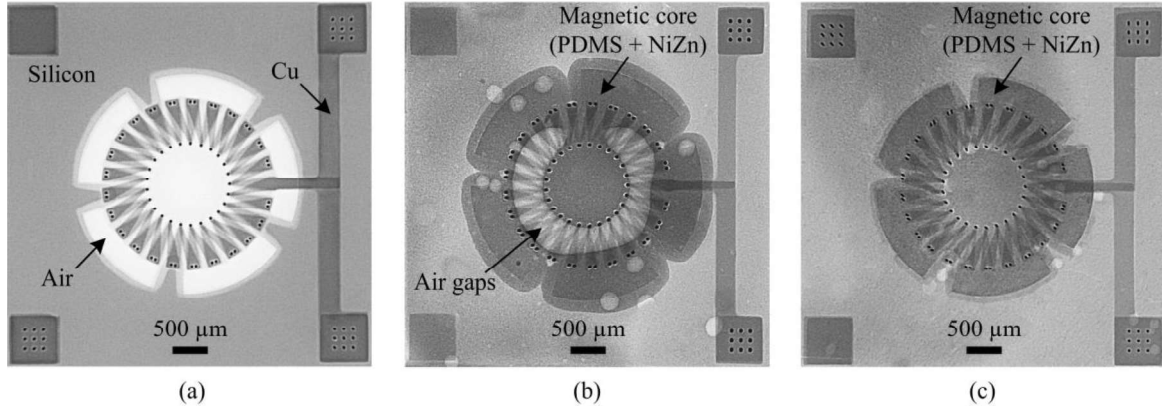 Silicon
Cu
Air
500 µm
(a)
Magnetic core
(PDMS + NiZn)
Air gaps
500 µm
(b)
Magnetic core
(PDMS + NiZn)
500 µm
(c)